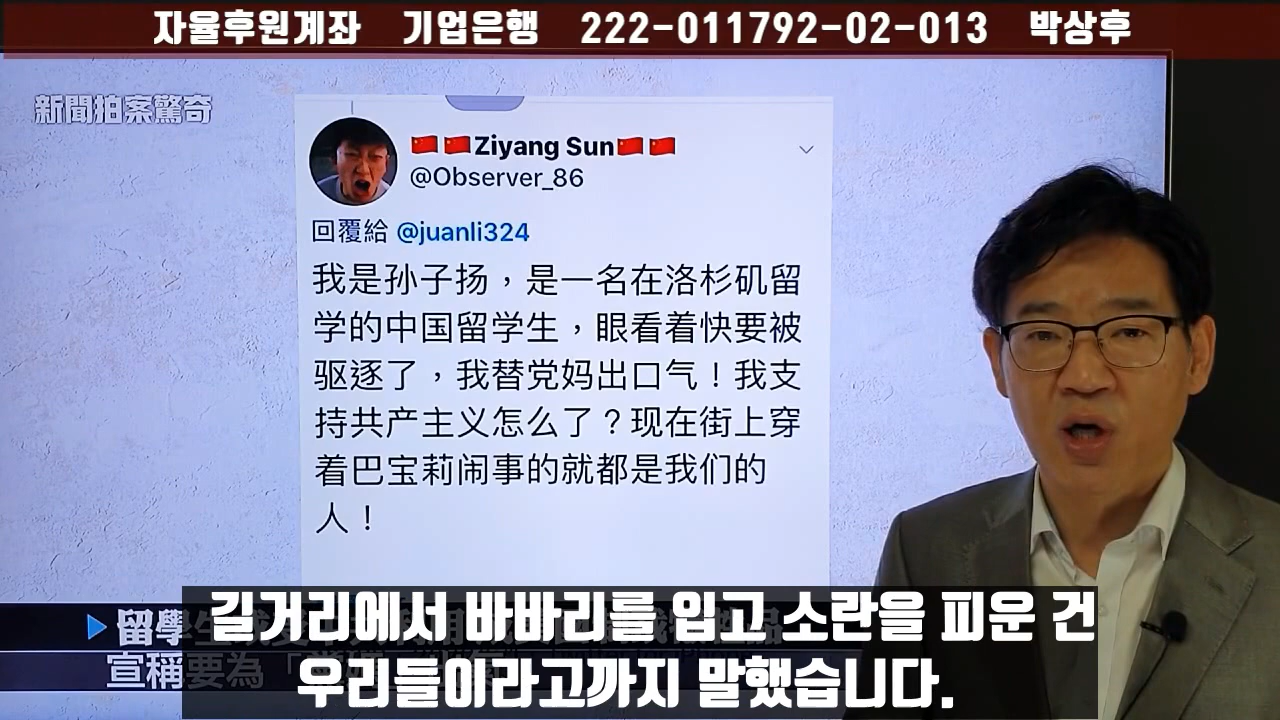 자율후원계좌 기업은행 222-011792-02-013 박상후
新聞拍案驚奇
🇨🇳🇨🇳Ziyang Sun🇨🇳🇨🇳
@Observer_86
回覆給 @juanli324
我是孙子扬，是一名在洛杉矶留
学的中国留学生，眼看着快要被
驱逐了，我替党妈出口气！我支
持共产主义怎么了？现在街上穿
着巴宝莉闹事的就都是我们的
人！
留學
宣稱要為「
길거리에서 바바리를 입고 소란을 피운 건
우리들이라고까지 말했습니다.